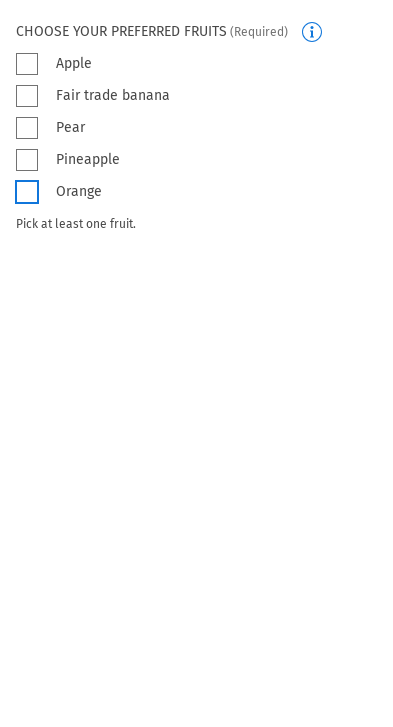 CHOOSE YOUR PREFERRED FRUITS (Required)
Apple
Fair trade banana
Pear
Pineapple
Orange
Pick at least one fruit.